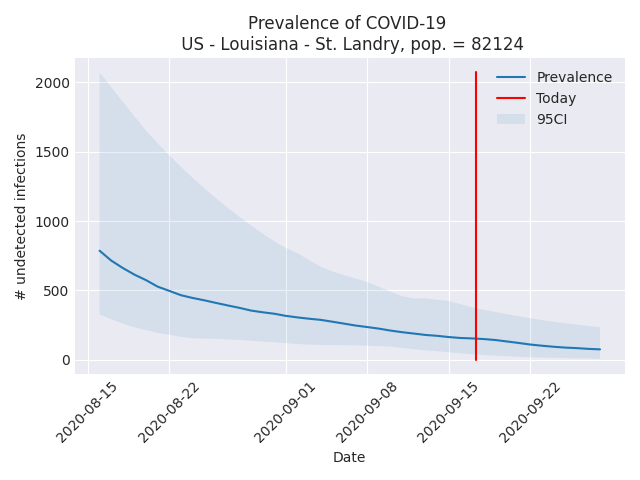 Prevalence of COVID-19
US - Louisiana - St. Landry, pop. = 82124
Prevalence
Today
95CI
# undetected infections
2000
1500
1000
500
0
2020-08-15
2020-08-22
2020-09-01
2020-09-08
2020-09-15
2020-09-22
Date